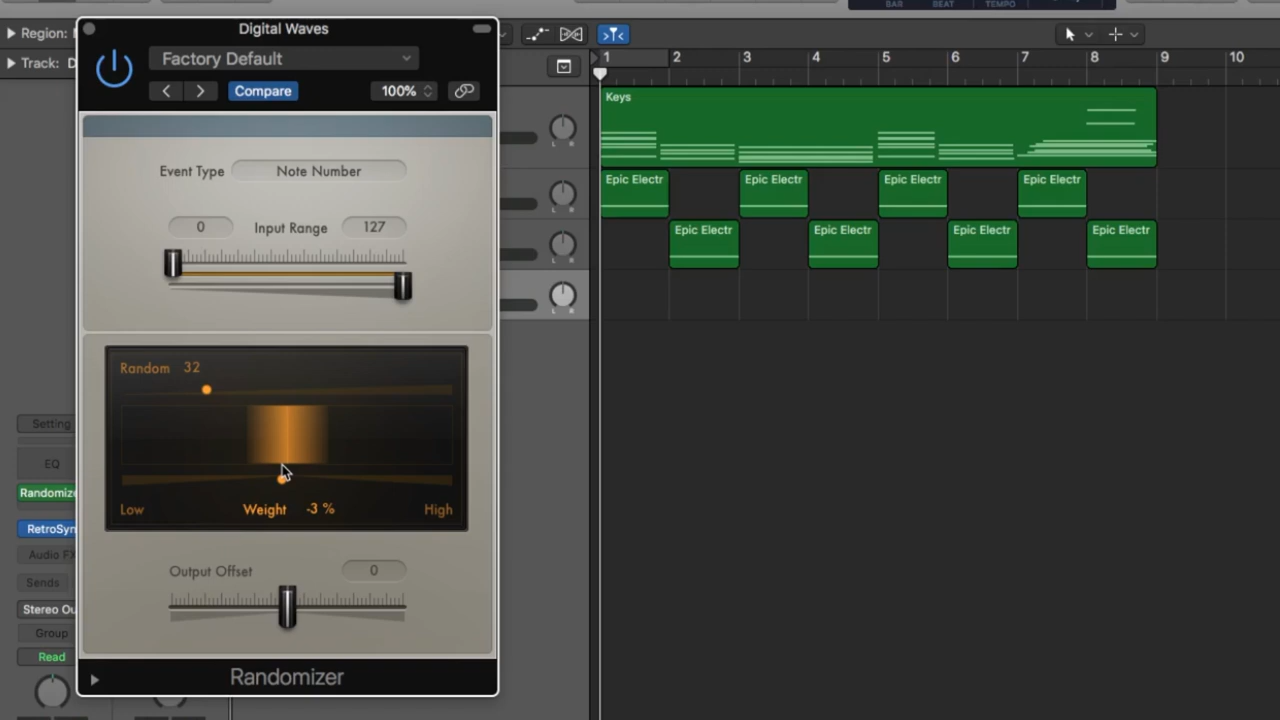 BAR BEAT TEMPO
Digital Waves
Region:
Track:
Factory Default
Compare
100%
1 2 3 4 5 6 7 8 9 10
Keys
L R
Event Type Note Number
Epic Electr Epic Electr Epic Electr Epic Electr
L R
0 Input Range 127
Epic Electr Epic Electr Epic Electr Epic Electr
L R
L R
Random 32
Setting
EQ
Randomize
Low Weight -3 % High
RetroSyn
Audio FX
Output Offset 0
Sends
Stereo Ou
Group
Read
Randomizer